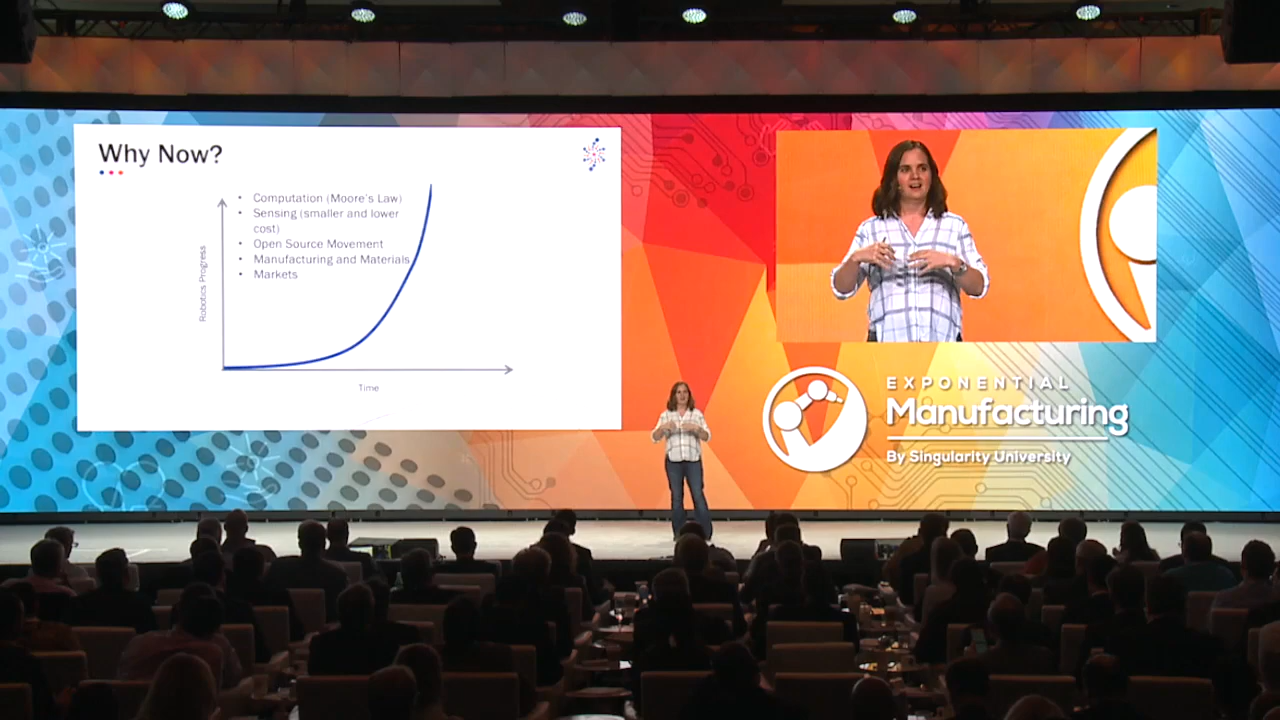 Why Now?
• Computation (Moore's Law)
• Sensing (smaller and lower
cost)
• Open Source Movement
• Manufacturing and Materials
• Markets
Robotics Progress
Time
EXPONENTIAL
Manufacturing
By Singularity University